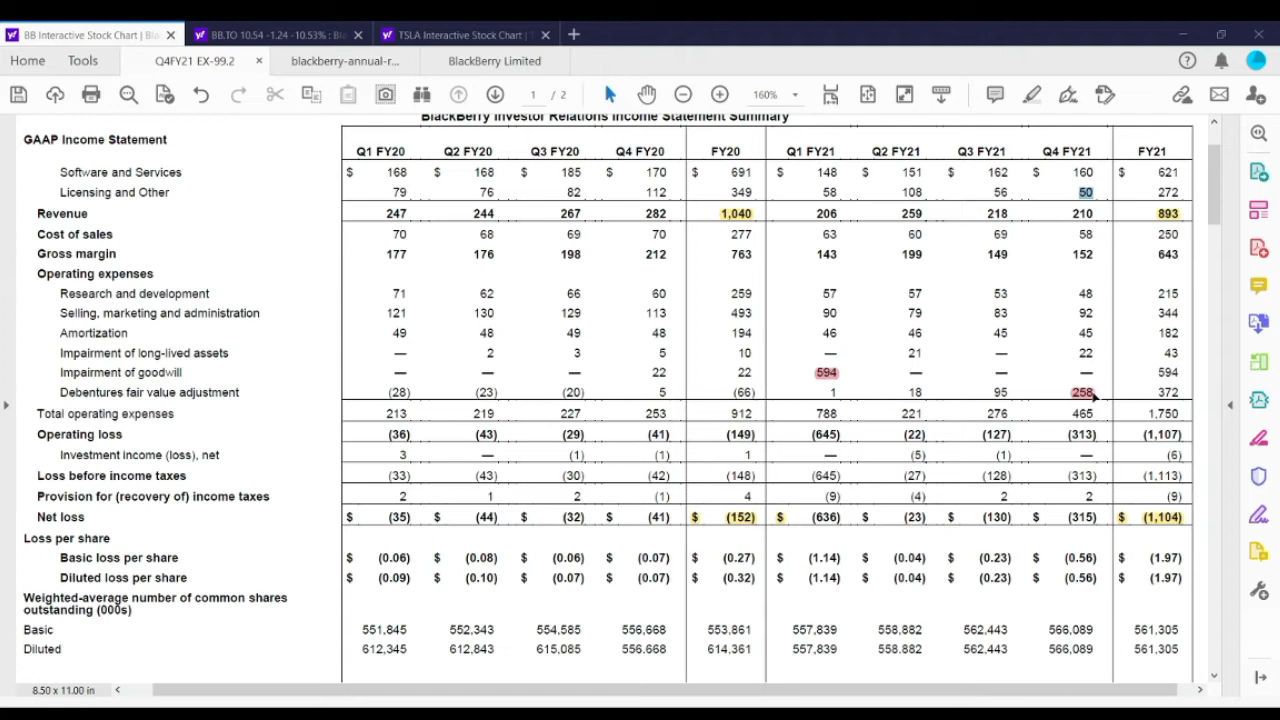 BB Interactive Stock Chart | Bla
BB.TO 10.54 -1.24 -10.53% : Bla
TSLA Interactive Stock Chart |
Home Tools Q4FY21 EX-99.2 blackberry-annual-r... BlackBerry Limited
1 / 2 160%
BlackBerry Investor Relations Income Statement Summary
GAAP Income Statement Q1 FY20 Q2 FY20 Q3 FY20 Q4 FY20 FY20 Q1 FY21 Q2 FY21 Q3 FY21 Q4 FY21 FY21
Software and Services $ 168 $ 168 $ 185 $ 170 $ 691 $ 148 $ 151 $ 162 $ 160 $ 621
Licensing and Other 79 76 82 112 349 58 108 56 50 272
Revenue 247 244 267 282 1,040 206 259 218 210 893
Cost of sales 70 68 69 70 277 63 60 69 58 250
Gross margin 177 176 198 212 763 143 199 149 152 643
Operating expenses
Research and development 71 62 66 60 259 57 57 53 48 215
Selling, marketing and administration 121 130 129 113 493 90 79 83 92 344
Amortization 49 48 49 48 194 46 46 45 45 182
Impairment of long-lived assets — 2 3 5 10 — 21 — 22 43
Impairment of goodwill — — — 22 22 594 — — — 594
Debentures fair value adjustment (28) (23) (20) 5 (66) 1 18 95 258 372
Total operating expenses 213 219 227 253 912 788 221 276 465 1,750
Operating loss (36) (43) (29) (41) (149) (645) (22) (127) (313) (1,107)
Investment income (loss), net 3 — (1) (1) 1 — (5) (1) — (6)
Loss before income taxes (33) (43) (30) (42) (148) (645) (27) (128) (313) (1,113)
Provision for (recovery of) income taxes 2 1 2 (1) 4 (9) (4) 2 2 (9)
Net loss $ (35) $ (44) $ (32) $ (41) $ (152) $ (636) $ (23) $ (130) $ (315) $ (1,104)
Loss per share
Basic loss per share $ (0.06) $ (0.08) $ (0.06) $ (0.07) $ (0.27) $ (1.14) $ (0.04) $ (0.23) $ (0.56) $ (1.97)
Diluted loss per share $ (0.09) $ (0.10) $ (0.07) $ (0.07) $ (0.32) $ (1.14) $ (0.04) $ (0.23) $ (0.56) $ (1.97)
Weighted-average number of common shares
outstanding (000s)
Basic 551,845 552,343 554,585 556,668 553,861 557,839 558,882 562,443 566,089 561,305
Diluted 612,345 612,843 615,085 556,668 614,361 557,839 558,882 562,443 566,089 561,305
8.50 x 11.00 in